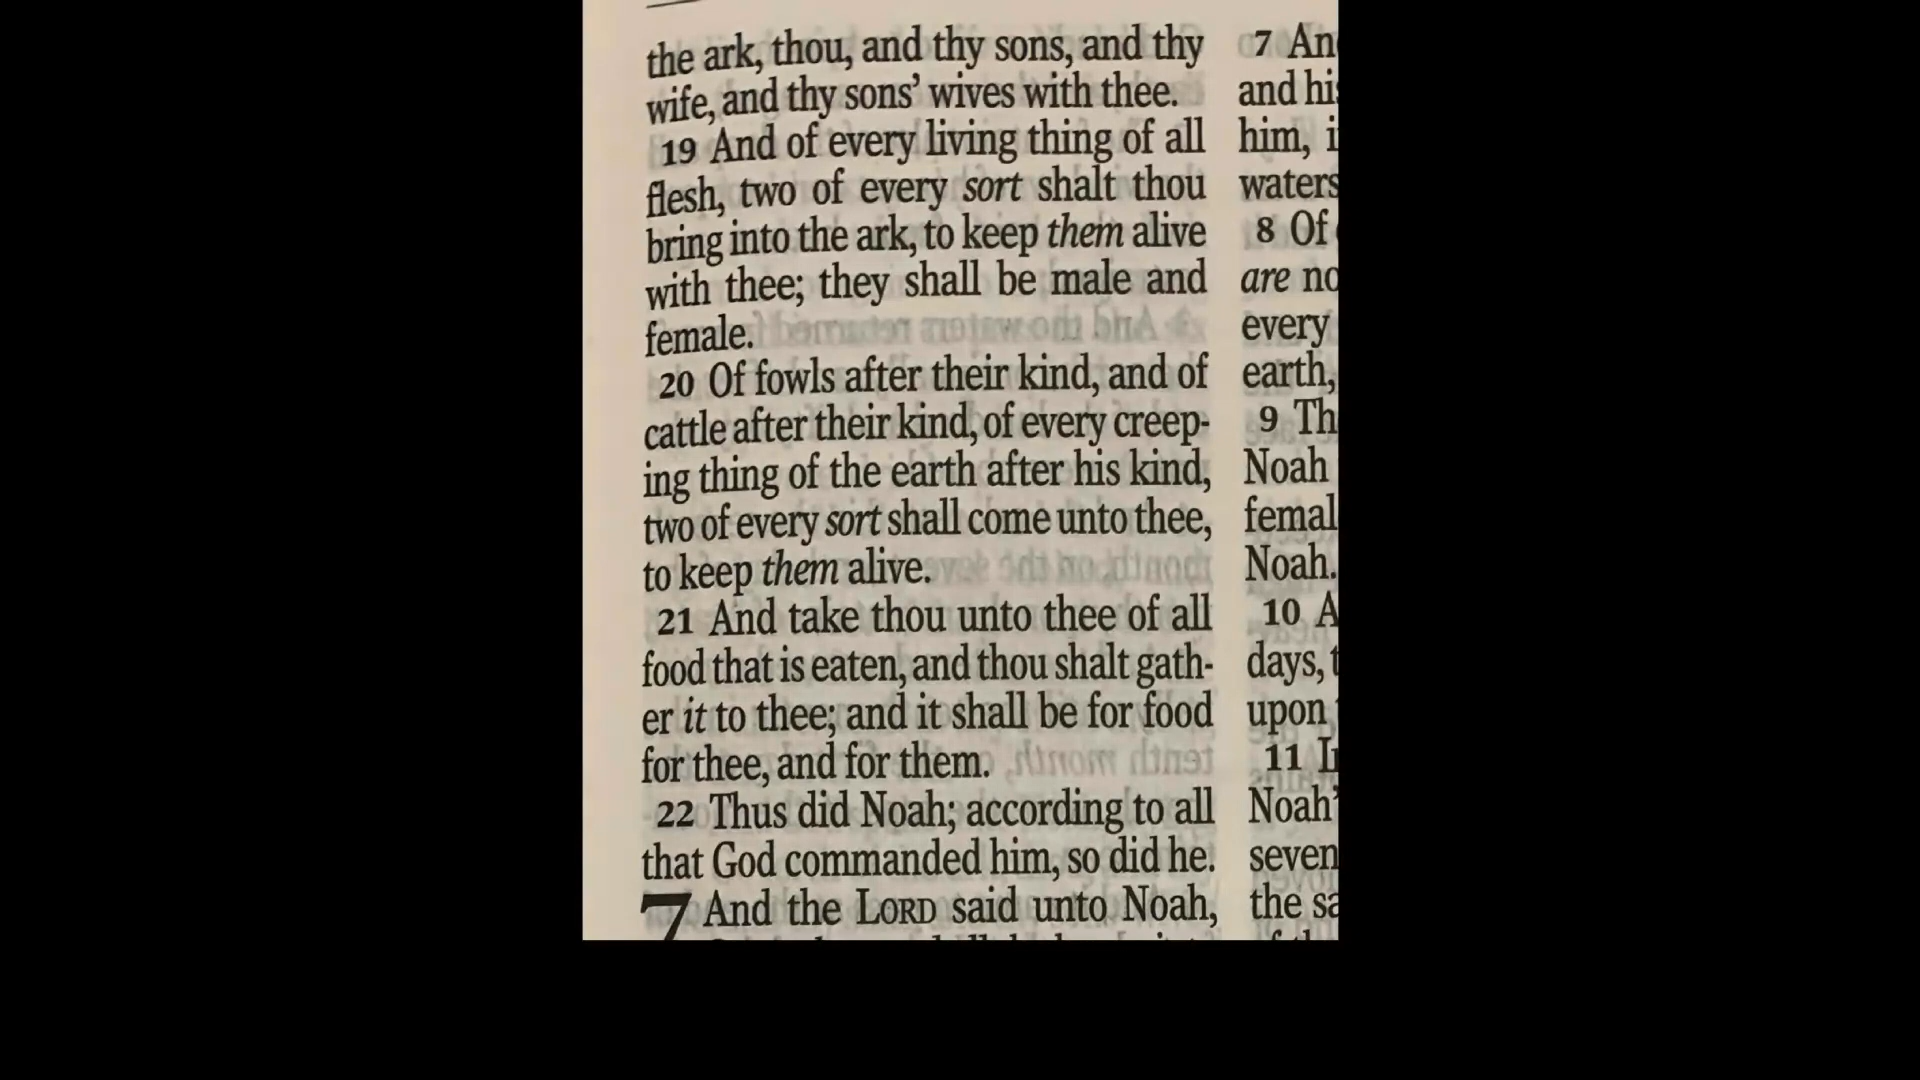 the ark, thou, and thy sons, and thy
wife, and thy sons’ wives with thee.
19 And of every living thing of all
flesh, two of every sort shalt thou
bring into the ark, to keep them alive
with thee; they shall be male and
female.
20 Of fowls after their kind, and of
cattle after their kind, of every creep-
ing thing of the earth after his kind,
two of every sort shall come unto thee,
to keep them alive.
21 And take thou unto thee of all
food that is eaten, and thou shalt gath-
er it to thee; and it shall be for food
for thee, and for them.
22 Thus did Noah; according to all
that God commanded him, so did he.
7 And the LORD said unto Noah,
7
and
him,
waters
8 Of
are
every
earth,
9
Noah
Noah.
10
days,
upon
11
seven
the